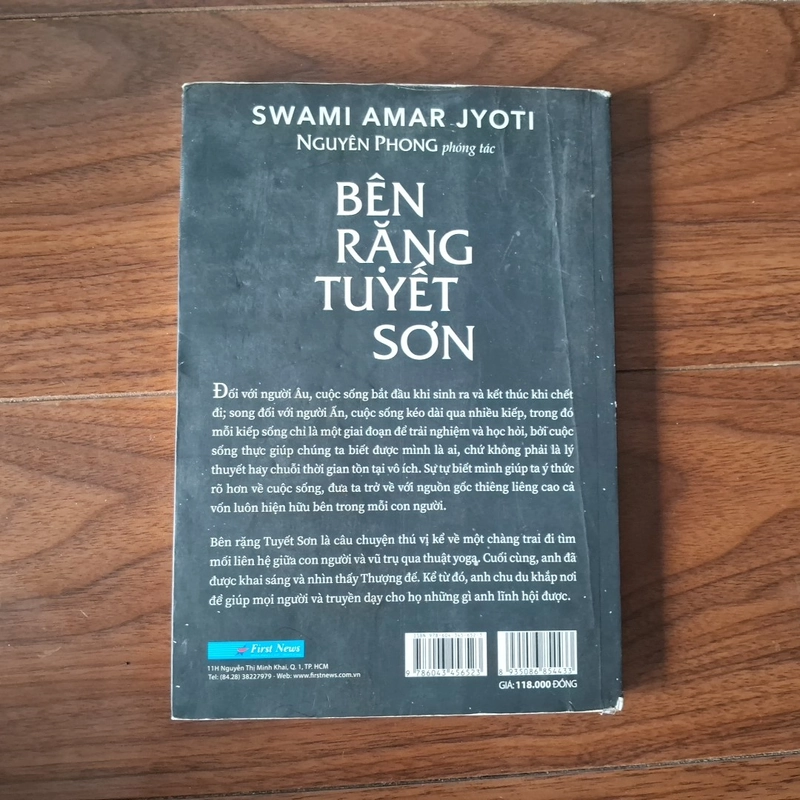 SWAMI AMAR JYOTI
NGUYÊN PHONG phóng tác
BÊN
RẶNG
TUYẾT
SƠN
Đối với người Âu, cuộc sống bắt đầu khi sinh ra và kết thúc khi chết
đi; song đối với người Ấn, cuộc sống kéo dài qua nhiều kiếp, trong đó
mỗi kiếp sống chỉ là một giai đoạn để trải nghiệm và học hỏi, bởi cuộc
sống thực giúp chúng ta biết được mình là ai, chứ không phải là lý
thuyết hay chuỗi thời gian tồn tại vô ích. Sự tự biết mình giúp ta ý thức
rõ hơn về cuộc sống, đưa ta trở về với nguồn gốc thiêng liêng cao cả
vốn luôn hiện hữu bên trong mỗi con người.
Bên rặng Tuyết Sơn là câu chuyện thú vị kể về một chàng trai đi tìm
mối liên hệ giữa con người và vũ trụ qua thuật yoga. Cuối cùng, anh đã
được khai sáng và nhìn thấy Thượng đế. Kể từ đó, anh chu du khắp nơi
để giúp mọi người và truyền dạy cho họ những gì anh lĩnh hội được.
First News
11H Nguyễn Thị Minh Khai, Q. 1, TP. HCM
Tel: (84.28) 38227979 - Web: www.firstnews.com.vn
9 786043 456523
8 935086 854433
GIÁ: 118.000 ĐỒNG